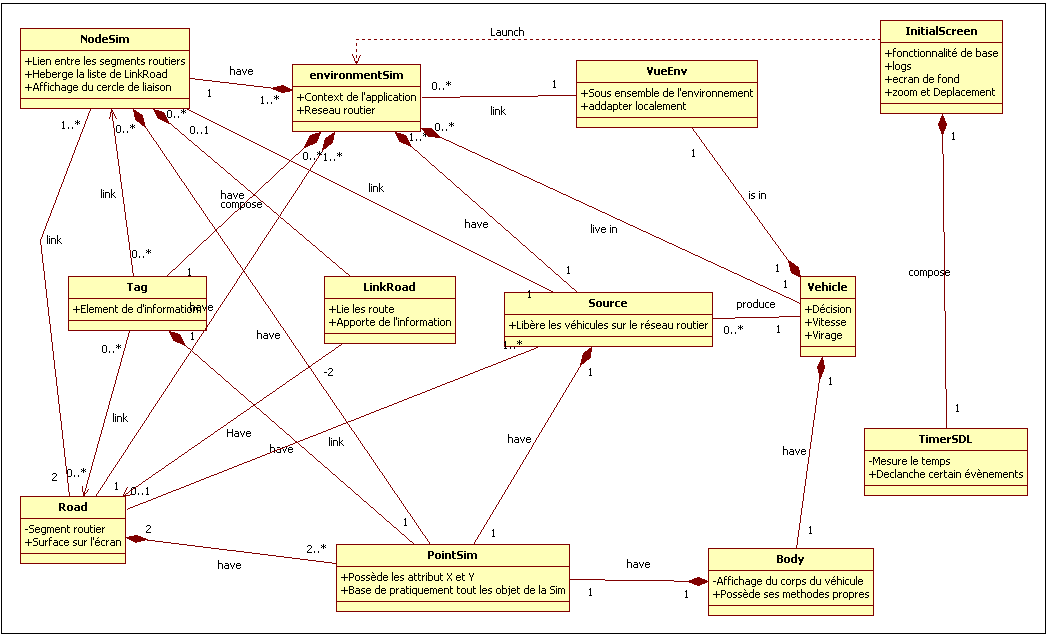 Launch
NodeSim
+Lien entre les segments routiers
+Heberge la liste de LinkRoad
+Affichage du cercle de liaison
InitialScreen
+fonctionnalité de base
+logs
+ecran de fond
+zoom et Deplacement
environmentSim
+Context de l'application
+Reseau routier
VueEnv
+Sous ensemble de l'environnement
+addapter localement
have
1
1..*
0..*
1
link
1
1..*
0..*
0..*
0..1
0..*
1..*
1..*
0..*
1
link
link
have
compose
link
have
is in
live in
link
0..*
1
1
1
1
compose
Tag
+Element de d'information
LinkRoad
+Lie les route
+Apporte de l'information
Source
+Libère les véhicules sur le réseau routier
Vehicle
+Décision
+Vitesse
+Virage
1
have
produce
0..*
1
0..*
1
have
1..*
-2
1
1
link
Have
have
link
have
have
1
TimerSDL
-Mesure le temps
+Declanche certain évènements
2
0..*
1
0..1
Road
-Segment routier
+Surface sur l'écran
1
1
1
2
2..*
have
PointSim
+Possède les attribut X et Y
+Base de pratiquement tout les objet de la Sim
have
1
1
Body
-Affichage du corps du véhicule
+Possède ses methodes propres